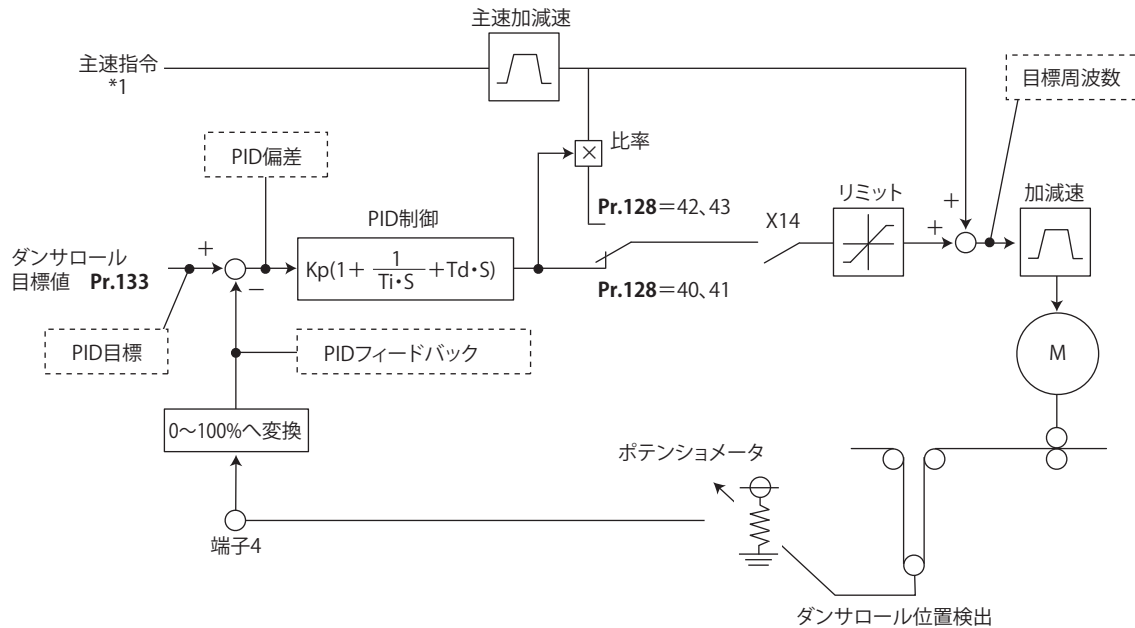 主速加減速
主速指令
*1
目標周波数
比率
PID偏差
×
リミット
加減速
Pr.128＝42、43
X14
+
+
PID制御
ダンサロール
目標値 Pr.133
+
−
Kp(1+ 1/Ti・S +Td・S)
Pr.128＝40、41
PID目標
PIDフィードバック
M
0～100%へ変換
ポテンショメータ
端子4
ダンサロール位置検出